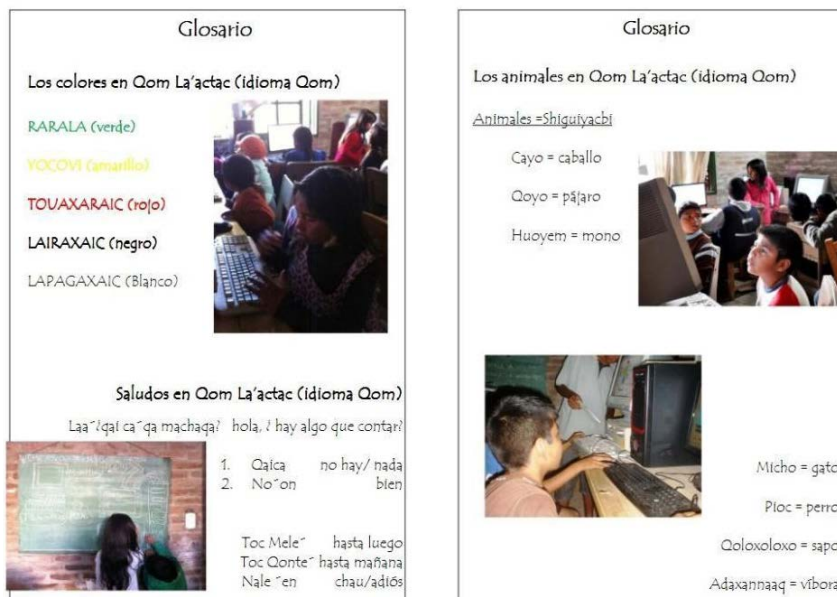 Glosario
Los colores en Qom La'actac (idioma Qom)
RARALA (verde)
YOCOVI (amarillo)
TOUAXARAIC (rojo)
LAIRAXAIC (negro)
LAPAGAXAIC (Blanco)
Saludos en Qom La'actac (idioma Qom)
Laa´¿qai ca´qa machaqa? hola, ¿ hay algo que contar?
1. Qaica no hay/ nada
2. No´on bien
Toc Mele´ hasta luego
Toc Qonte´ hasta mañana
Nale ´en chau/adiós
Glosario
Los animales en Qom La'actac (idioma Qom)
Animales =Shiguiyacbi
Cayo = caballo
Qoyo = pájaro
Huoyem = mono
Micho = gato
Pioc = perro
Qoloxoloxo = sapo
Adaxannaaq = víbora